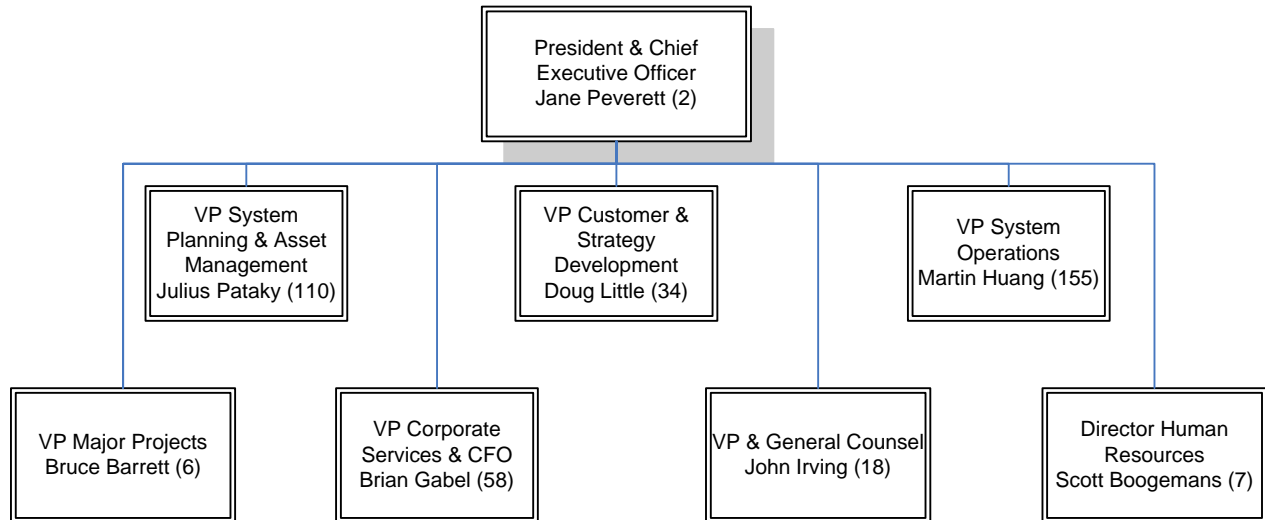 President & Chief
Executive Officer
Jane Peverett (2)
VP System
Planning & Asset
Management
Julius Pataky (110)
VP Customer &
Strategy
Development
Doug Little (34)
VP System
Operations
Martin Huang (155)
VP Major Projects
Bruce Barrett (6)
VP Corporate
Services & CFO
Brian Gabel (58)
VP & General Counsel
John Irving (18)
Director Human
Resources
Scott Boogemans (7)